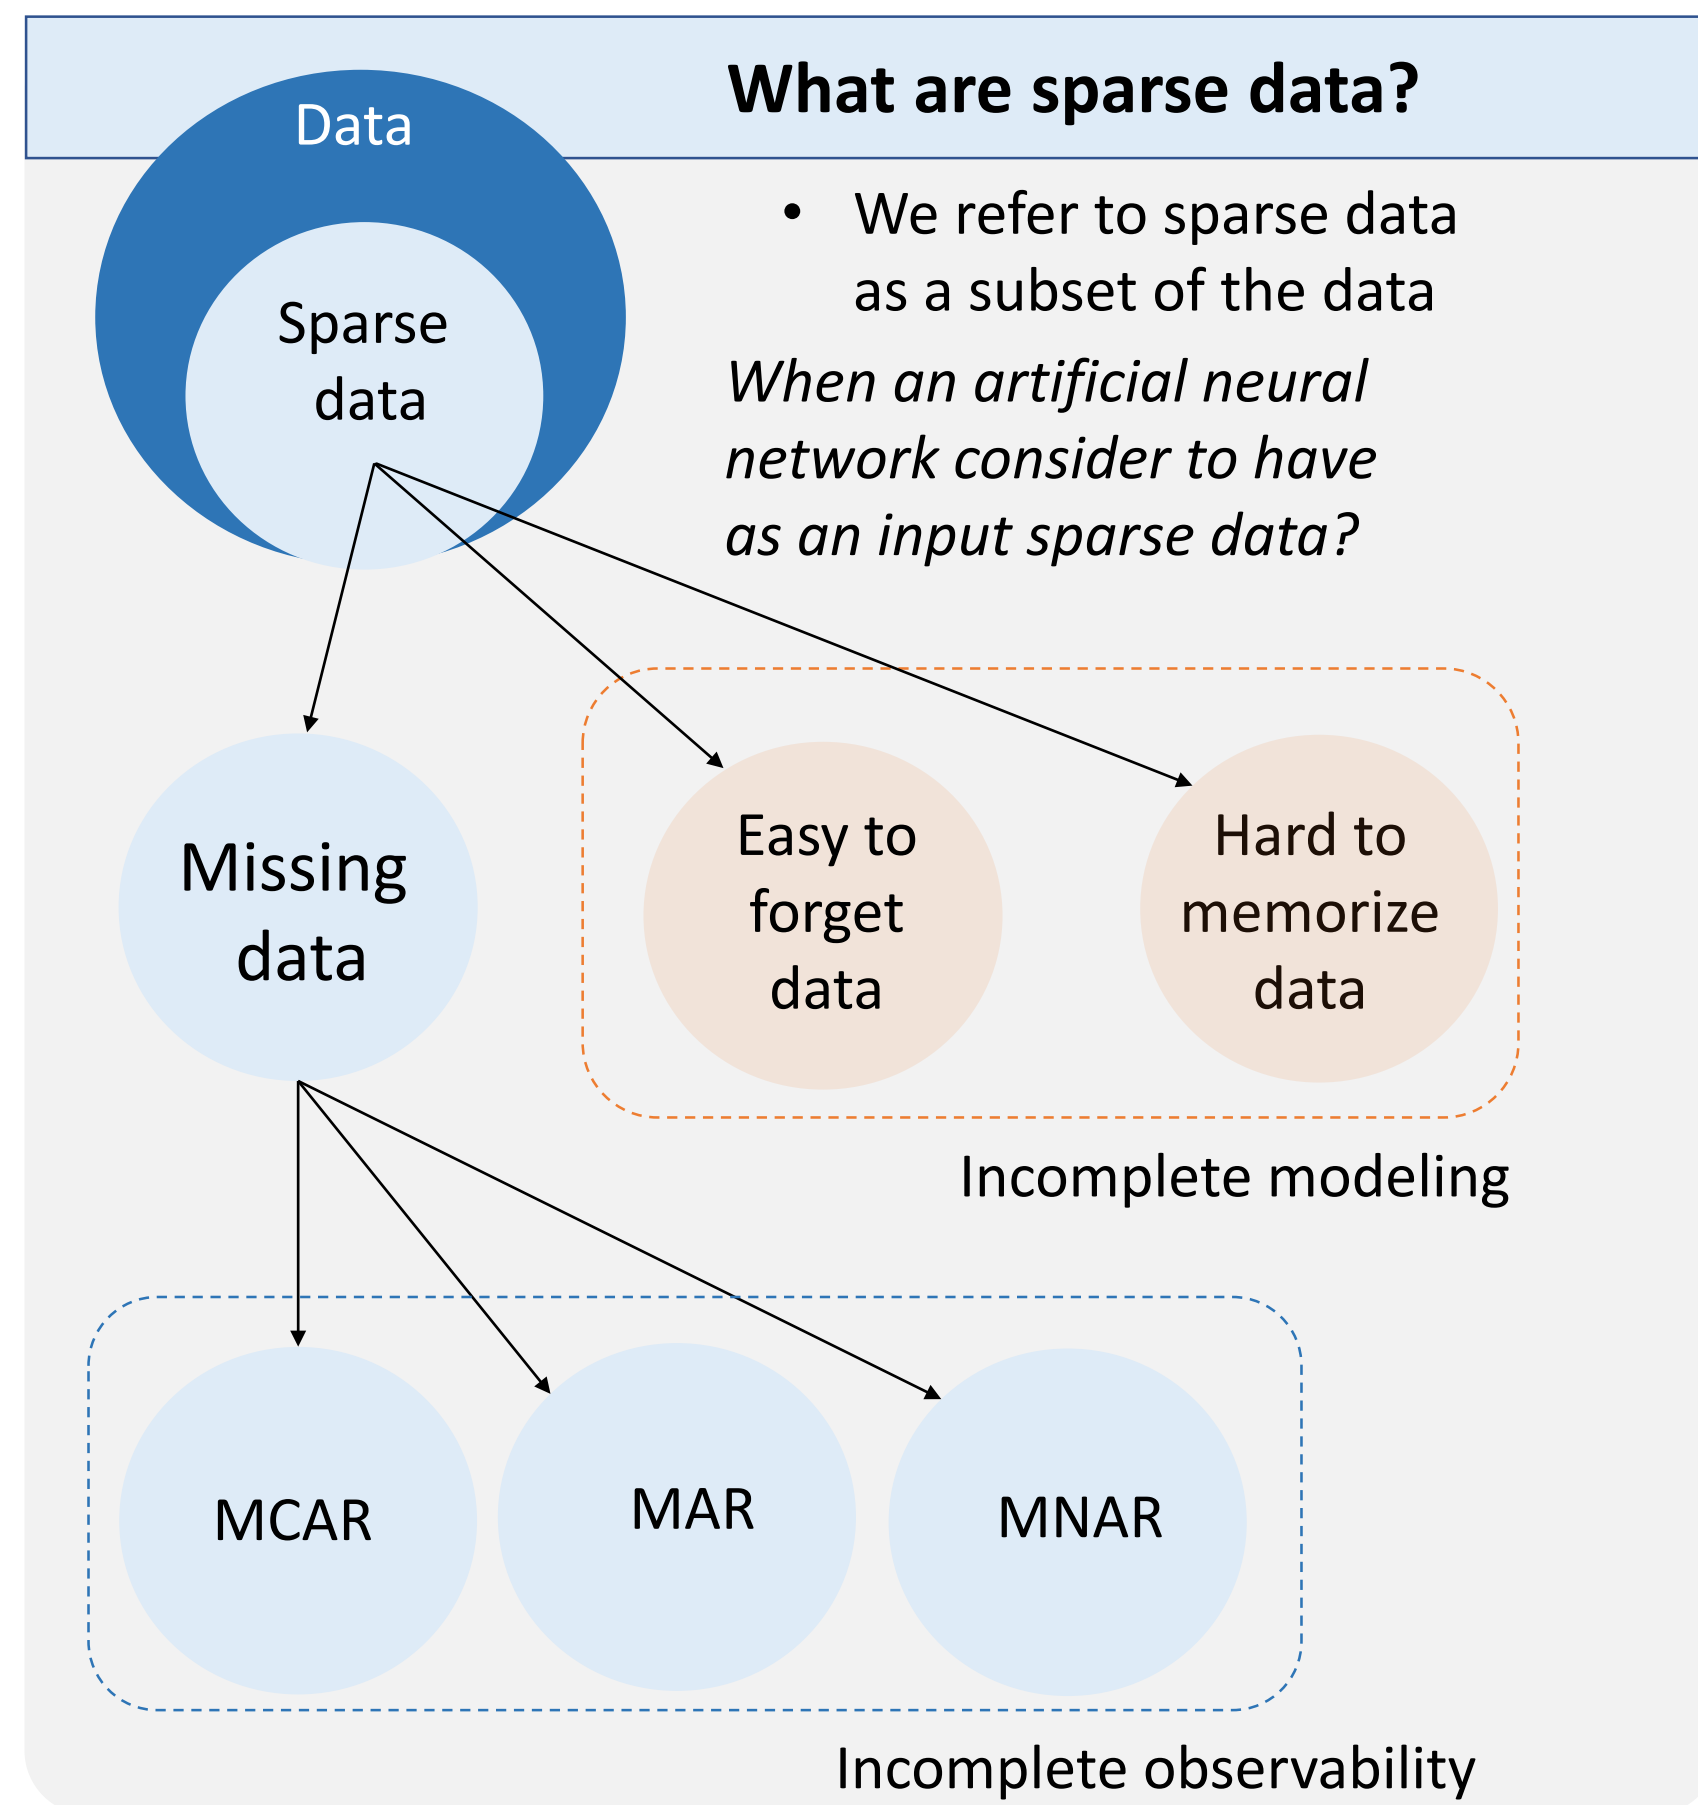 What are sparse data?
Data
Sparse
data
• We refer to sparse data
as a subset of the data
When an artificial neural
network consider to have
as an input sparse data?
Missing
data
Easy to
forget
data
Hard to
memorize
data
Incomplete modeling
MCAR
MAR
MNAR
Incomplete observability